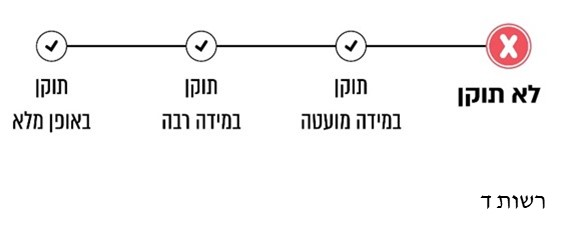 לא תוקן
תוקן
במידה מועטה
תוקן
במידה רבה
תוקן
באופן מלא
רשות ד